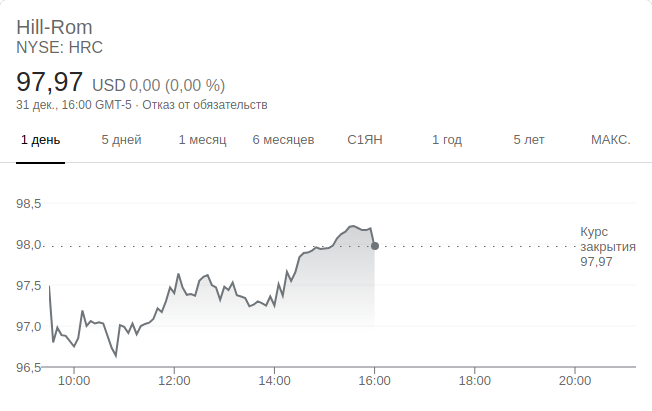 Hill-Rom
NYSE: HRC
97,97 USD 0,00 (0,00 %)
31 дек., 16:00 GMT-5 · Отказ от обязательств
1 день 5 дней 1 месяц 6 месяцев С1ЯН 1 год 5 лет МАКС.
98,5
98,0
97,5
97,0
96,5
Курс
закрытия
97,97
10:00 12:00 14:00 16:00 18:00 20:00